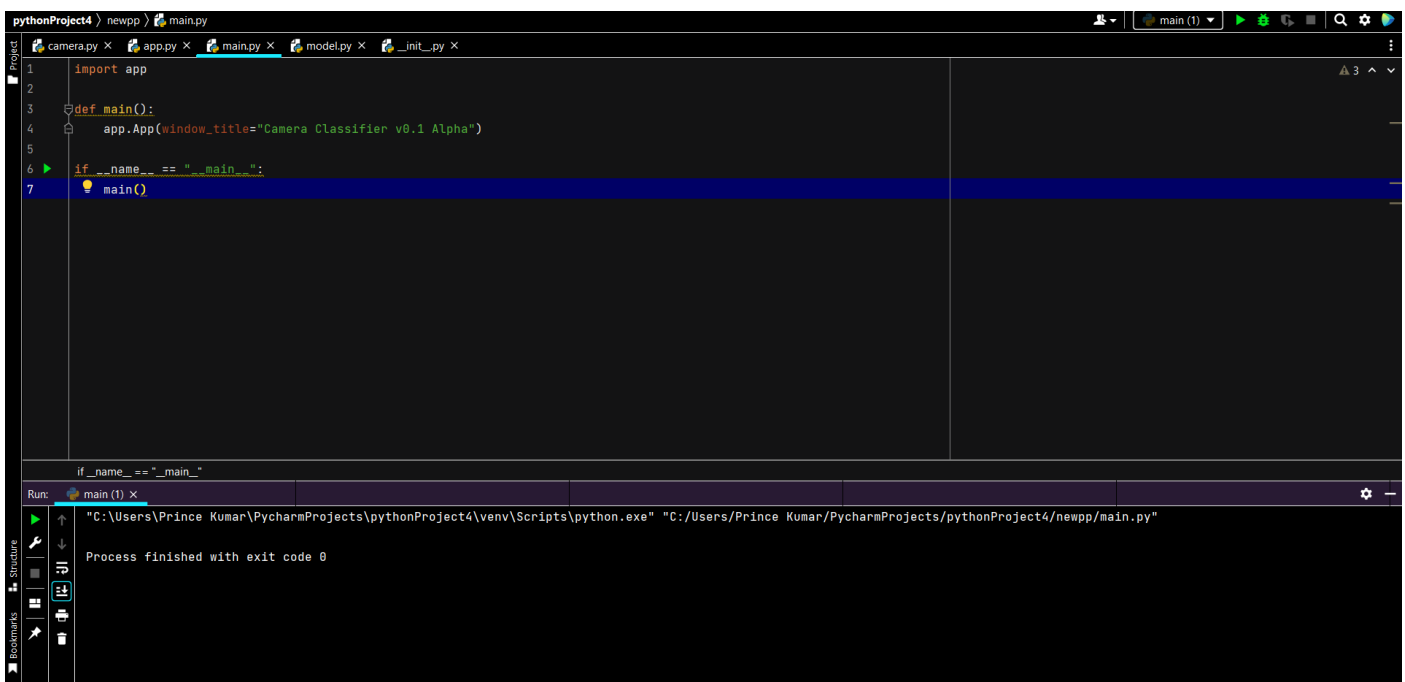 pythonProject4 〉 newpp 〉 main.py
main (1)
Project
camera.py × app.py × main.py × model.py × __init__.py ×
1 import app
3 ^ v
2
3 def main():
4 app.App(window_title="Camera Classifier v0.1 Alpha")
5
6 if __name__ == "__main__":
7 main()
if __name__ == "__main__"
Run: main (1) ×
"C:\Users\Prince Kumar\PycharmProjects\pythonProject4\venv\Scripts\python.exe" "C:/Users/Prince Kumar/PycharmProjects/pythonProject4/newpp/main.py"
Process finished with exit code 0
Structure
Bookmarks